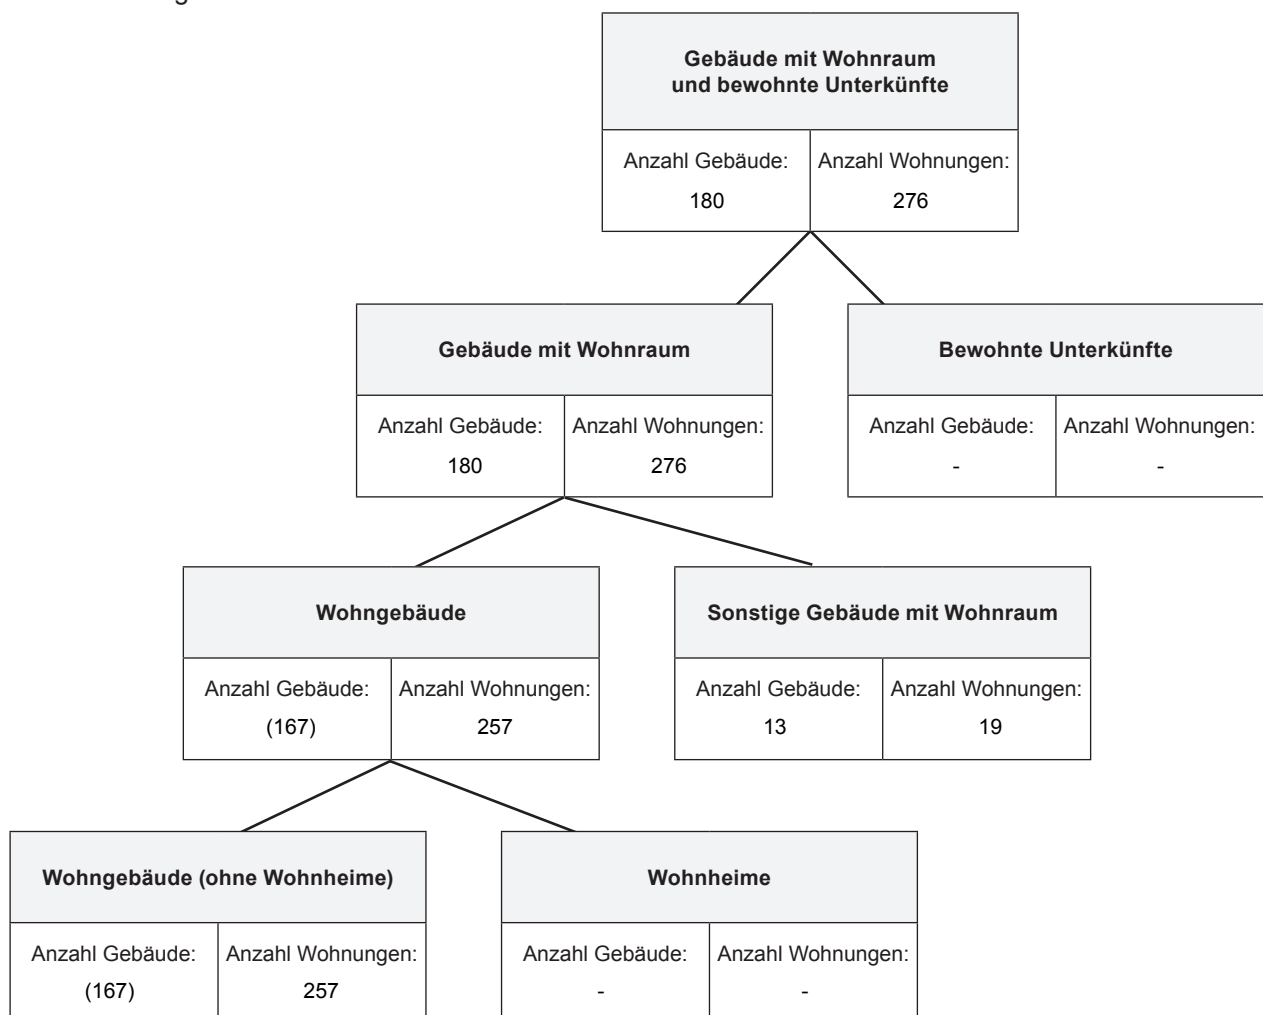 Gebäude mit Wohnraum
und bewohnte Unterkünfte
Anzahl Gebäude: Anzahl Wohnungen:
180 276
Gebäude mit Wohnraum
Anzahl Gebäude: Anzahl Wohnungen:
180 276
Bewohnte Unterkünfte
Anzahl Gebäude: Anzahl Wohnungen:
- -
Wohngebäude
Anzahl Gebäude: Anzahl Wohnungen:
(167) 257
Sonstige Gebäude mit Wohnraum
Anzahl Gebäude: Anzahl Wohnungen:
13 19
Wohngebäude (ohne Wohnheime)
Anzahl Gebäude: Anzahl Wohnungen:
(167) 257
Wohnheime
Anzahl Gebäude: Anzahl Wohnungen:
- -